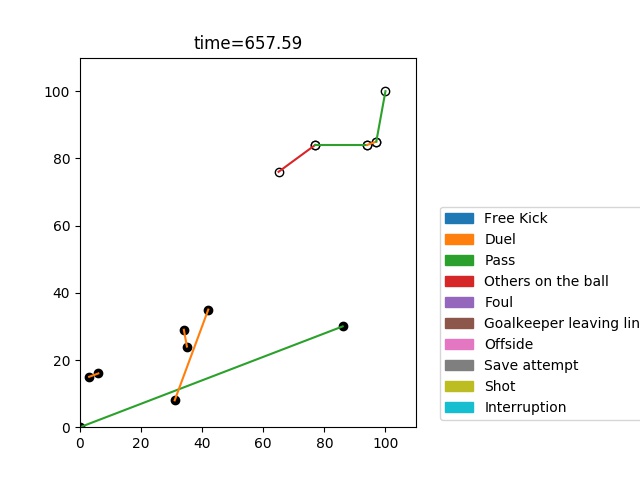 time=657.59
100
80
60
40
20
0
0 20 40 60 80 100
Free Kick
Duel
Pass
Others on the ball
Foul
Goalkeeper leaving lin
Offside
Save attempt
Shot
Interruption